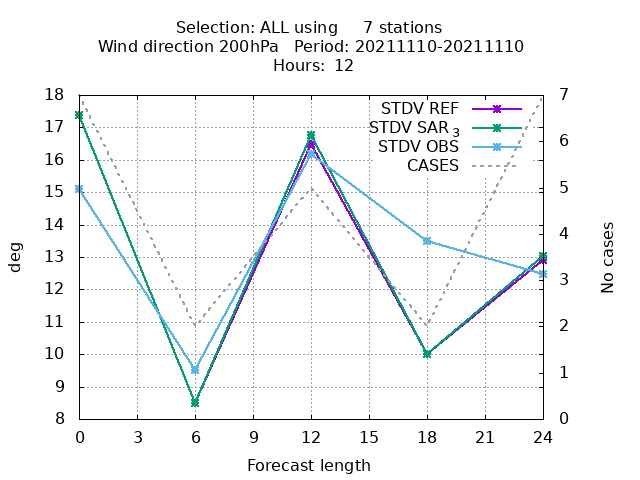 Selection: ALL using 7 stations
Wind direction 200hPa Period: 20211110-20211110
Hours: 12
STDV REF
STDV SAR 3
STDV OBS
CASES
18
17
16
15
14
13
12
11
10
9
8
7
6
5
4
3
2
1
0
deg
No cases
0 3 6 9 12 15 18 21 24
Forecast length